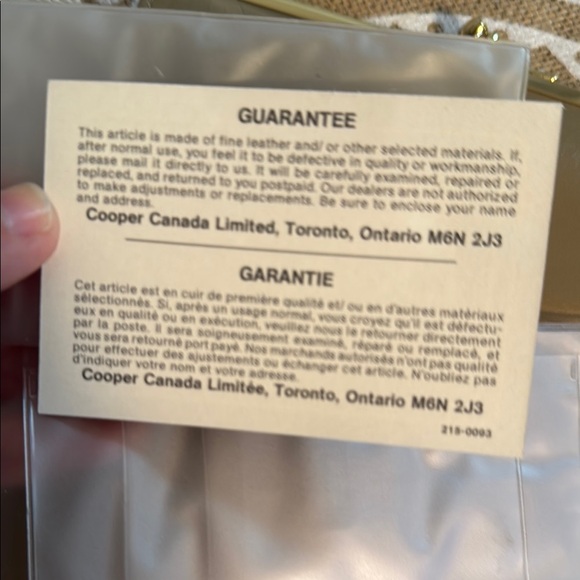 GUARANTEE
This article is made of fine leather and/ or other selected materials. If,
after normal use, you feel it to be defective in quality or workmanship,
please mail it directly to us. It will be carefully examined, repaired or
replaced, and returned to you postpaid. Our dealers are not authorized
to make adjustments or replacements. Be sure to enclose your name
and address.
Cooper Canada Limited, Toronto, Ontario M6N 2J3
GARANTIE
Cet article est en cuir de première qualité et/ ou en d'autres matériaux
sélectionnés. Si, après un usage normal, vous croyez qu'il est défectu-
eux en qualité ou en exécution, veuillez nous le retourner directement
par la poste. Il sera soigneusement examiné, réparé ou remplacé, et
vous sera retourné port payé. Nos marchands autorisés n'ont pas qualité
pour effectuer des ajustements ou échanger cet article. N'oubliez pas
d'indiquer votre nom et votre adresse.
Cooper Canada Limitée, Toronto, Ontario M6N 2J3
218-0093